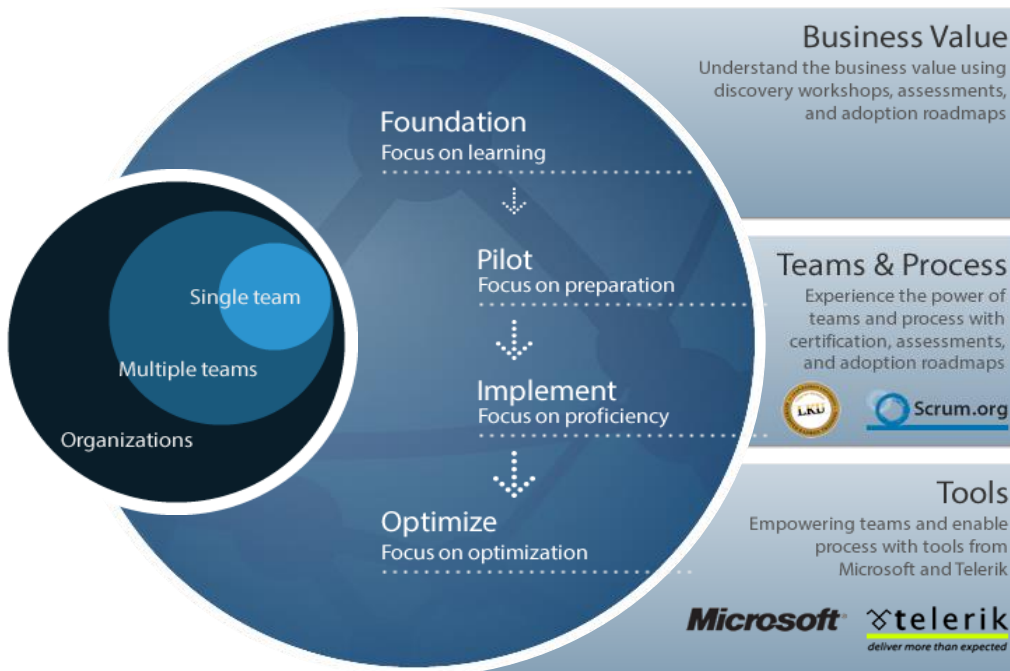 Business Value
Understand the business value using
discovery workshops, assessments,
and adoption roadmaps
Foundation
Focus on learning
Pilot
Focus on preparation
Implement
Focus on proficiency
Optimize
Focus on optimization
Single team
Multiple teams
Organizations
Teams & Process
Experience the power of
teams and process with
certification, assessments,
and adoption roadmaps
LKU
Scrum.org
Tools
Empowering teams and enable
process with tools from
Microsoft and Telerik
Microsoft
telerik
deliver more than expected